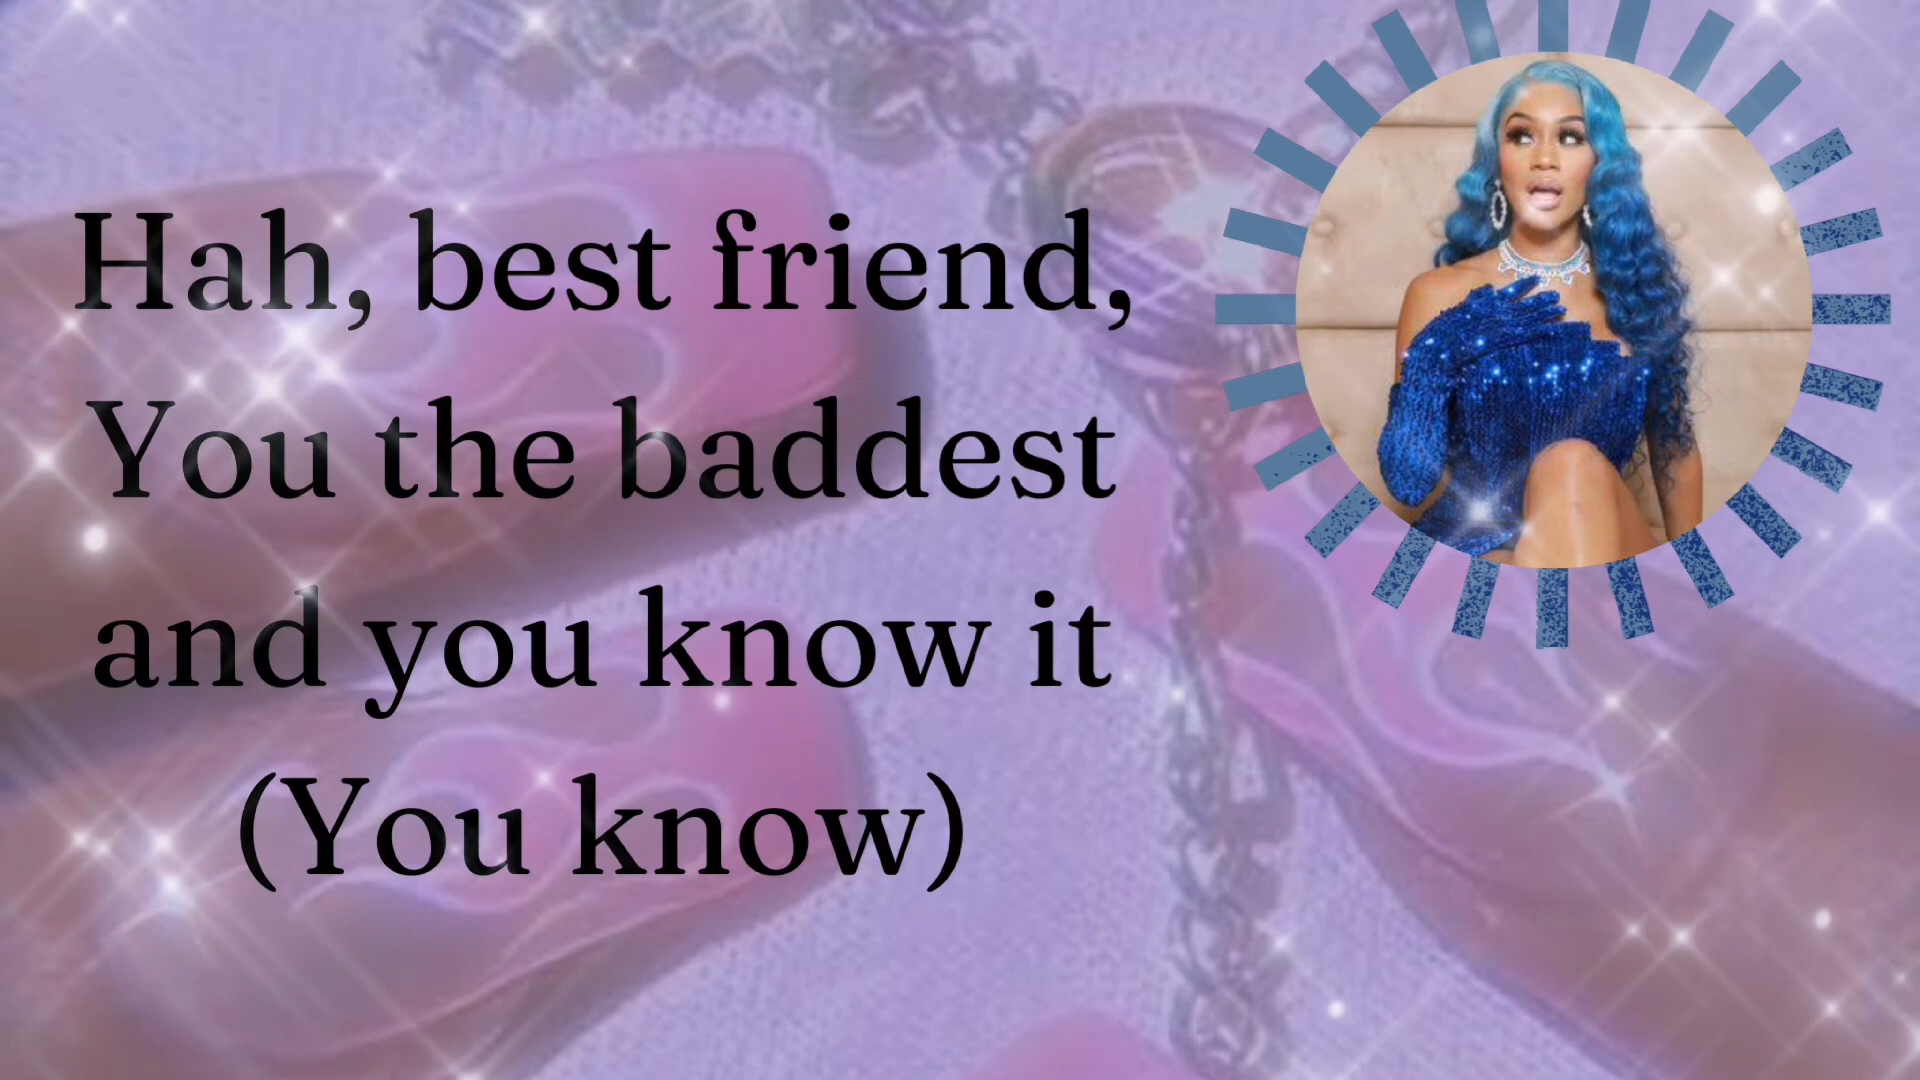 Hah, best friend,
You the baddest
and you know it
(You know)